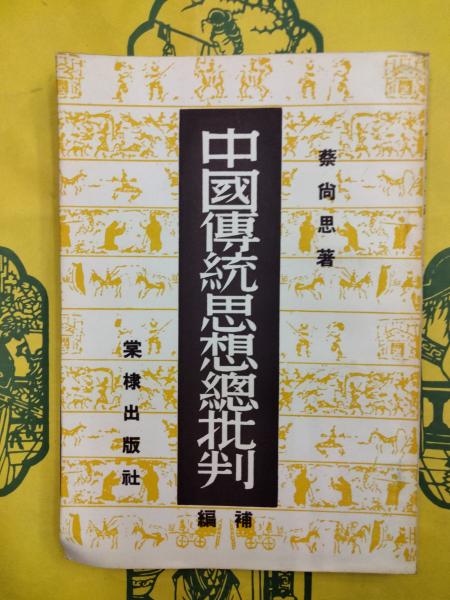 蔡尚思著
中國傳統思想總批判
補編
棠棣出版社